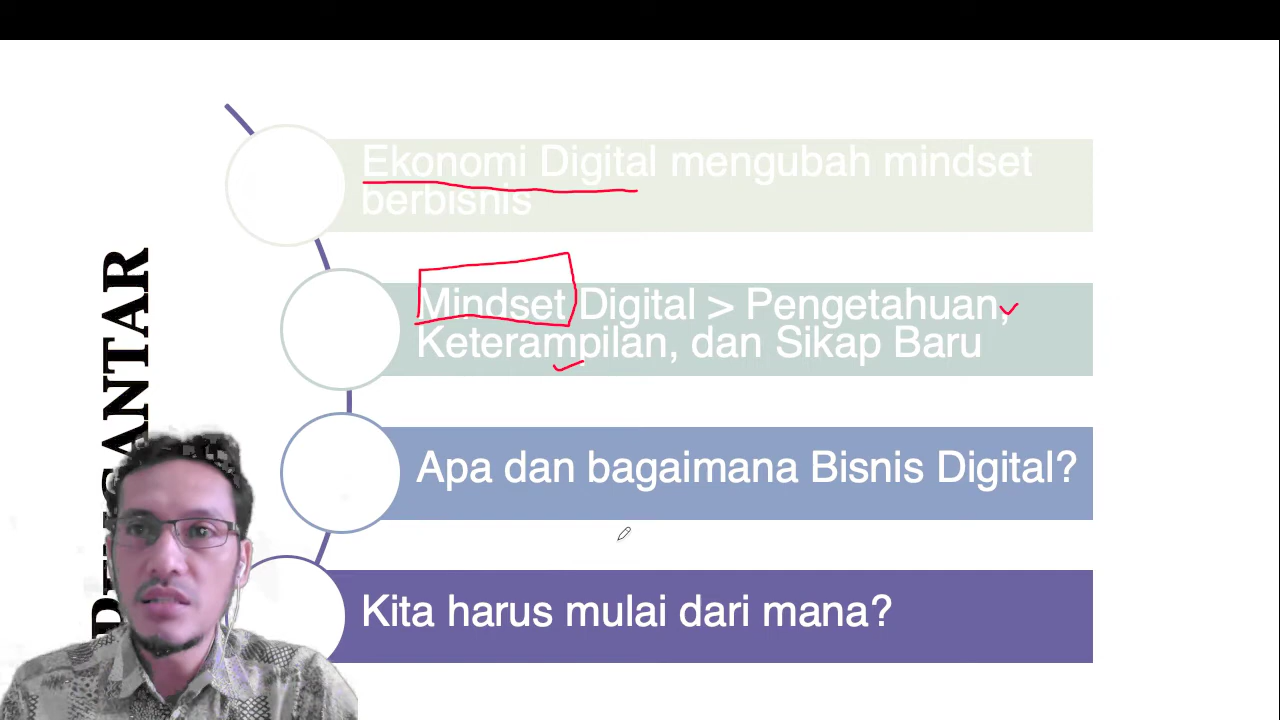 Ekonomi Digital mengubah mindset
berbisnis
Mindset Digital > Pengetahuan,
Keterampilan, dan Sikap Baru
Apa dan bagaimana Bisnis Digital?
Kita harus mulai dari mana?